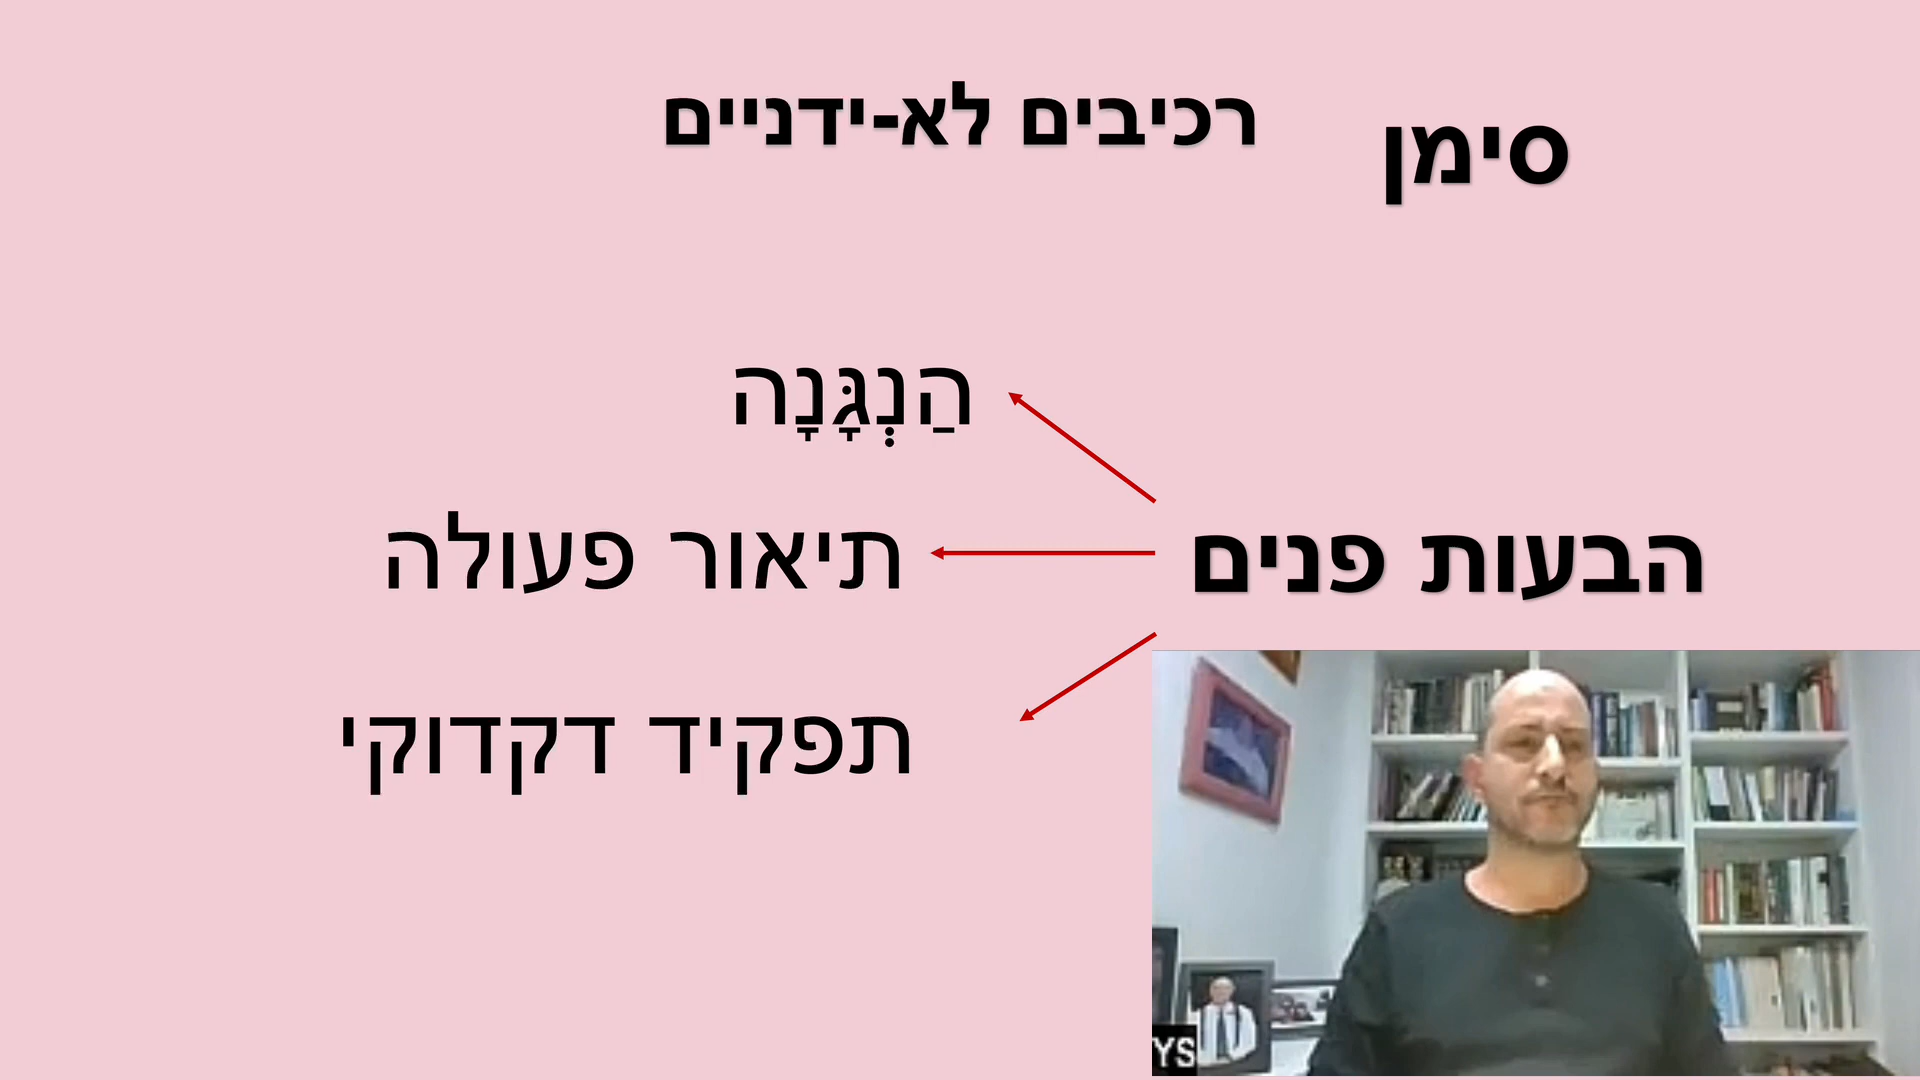 סימן
רכיבים לא-ידניים
הַנְגָּנָה
תיאור פעולה
הבעות פנים
תפקיד דקדוקי
YS